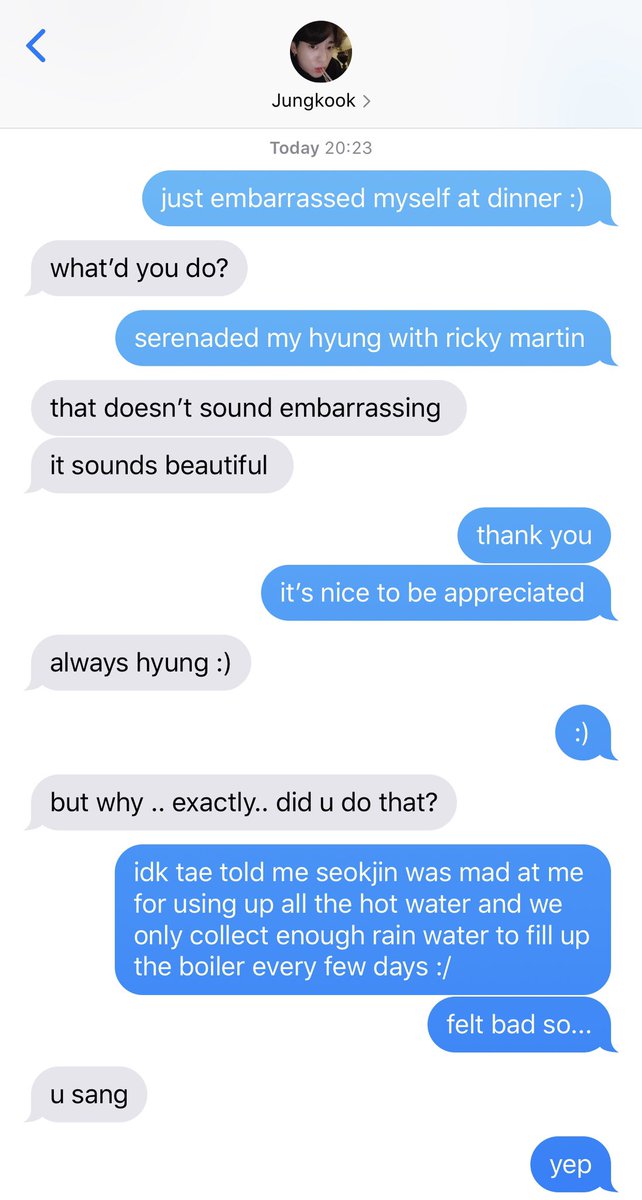 Jungkook
Today 20:23
just embarrassed myself at dinner :)
what’d you do?
serenaded my hyung with ricky martin
that doesn’t sound embarrassing
it sounds beautiful
thank you
it’s nice to be appreciated
always hyung :)
:)
but why .. exactly.. did u do that?
idk tae told me seokjin was mad at me
for using up all the hot water and we
only collect enough rain water to fill up
the boiler every few days :/
felt bad so...
u sang
yep